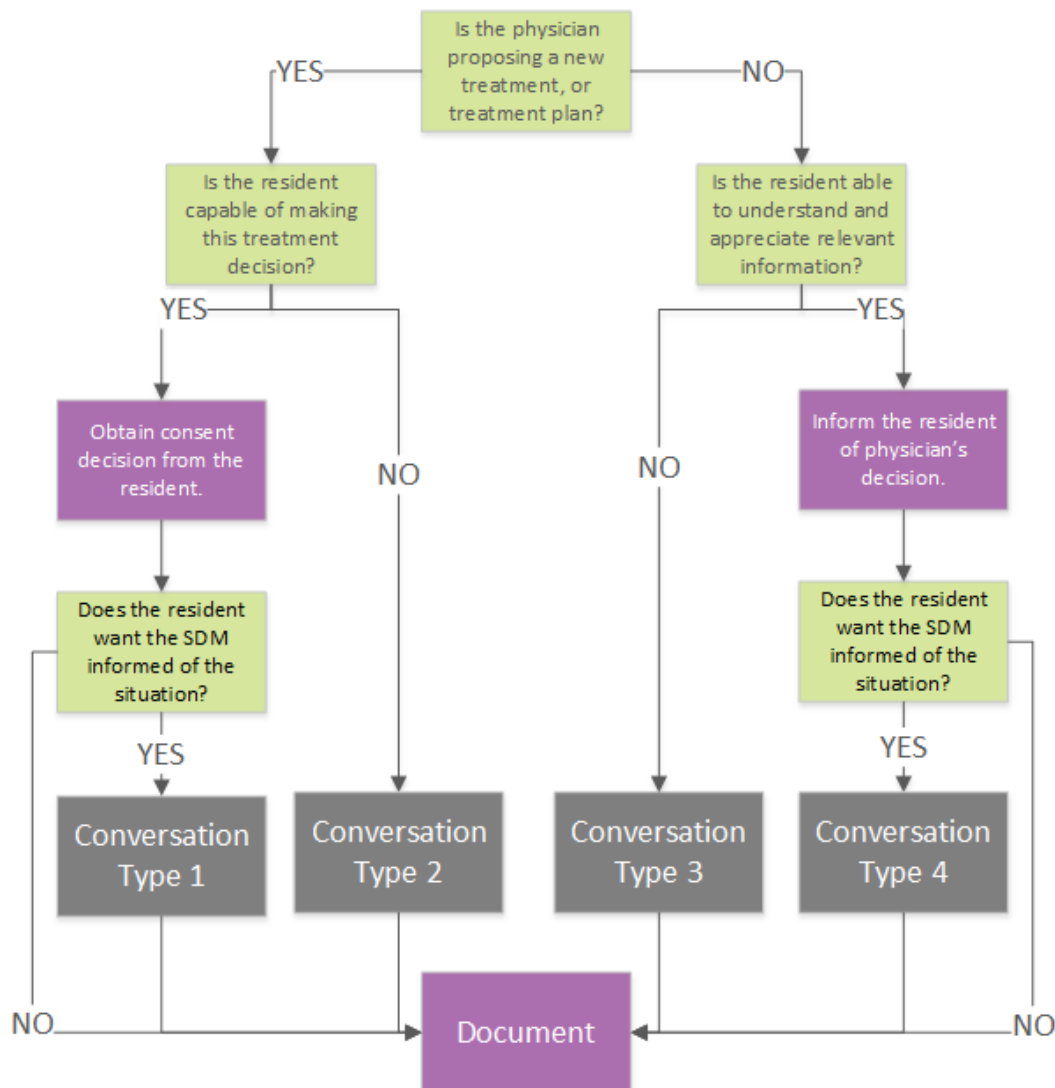 Is the physician
proposing a new
treatment, or
treatment plan?
YES
NO
Is the resident
capable of making
this treatment
decision?
Is the resident able
to understand and
appreciate relevant
information?
YES
YES
Obtain consent
decision from the
resident.
NO
NO
Inform the resident
of physician’s
decision.
Does the resident
want the SDM
informed of the
situation?
Does the resident
want the SDM
informed of the
situation?
YES
YES
Conversation
Type 1
Conversation
Type 2
Conversation
Type 3
Conversation
Type 4
NO
Document
NO